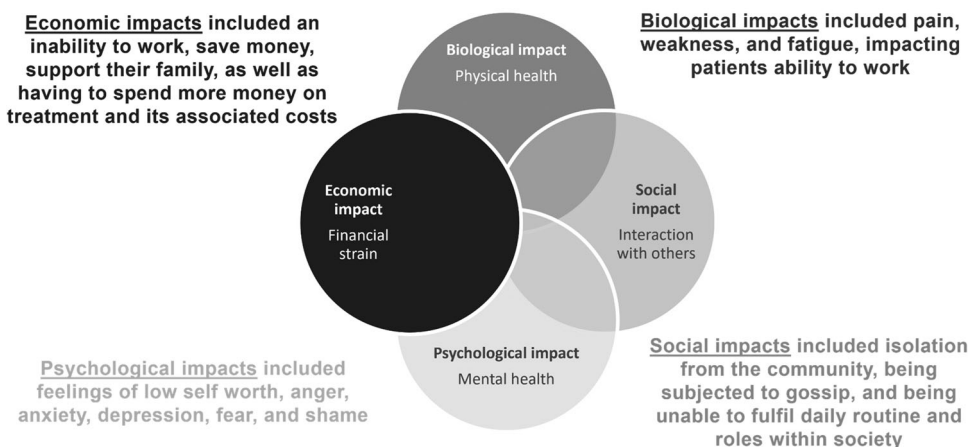 Economic impacts included an
inability to work, save money,
support their family, as well as
having to spend more money on
treatment and its associated costs
Biological impact
Physical health
Biological impacts included pain,
weakness, and fatigue, impacting
patients ability to work
Economic
impact
Financial
strain
Social
impact
Interaction
with others
Psychological impacts included
feelings of low self worth, anger,
anxiety, depression, fear, and shame
Psychological impact
Mental health
Social impacts included isolation
from the community, being
subjected to gossip, and being
unable to fulfil daily routine and
roles within society